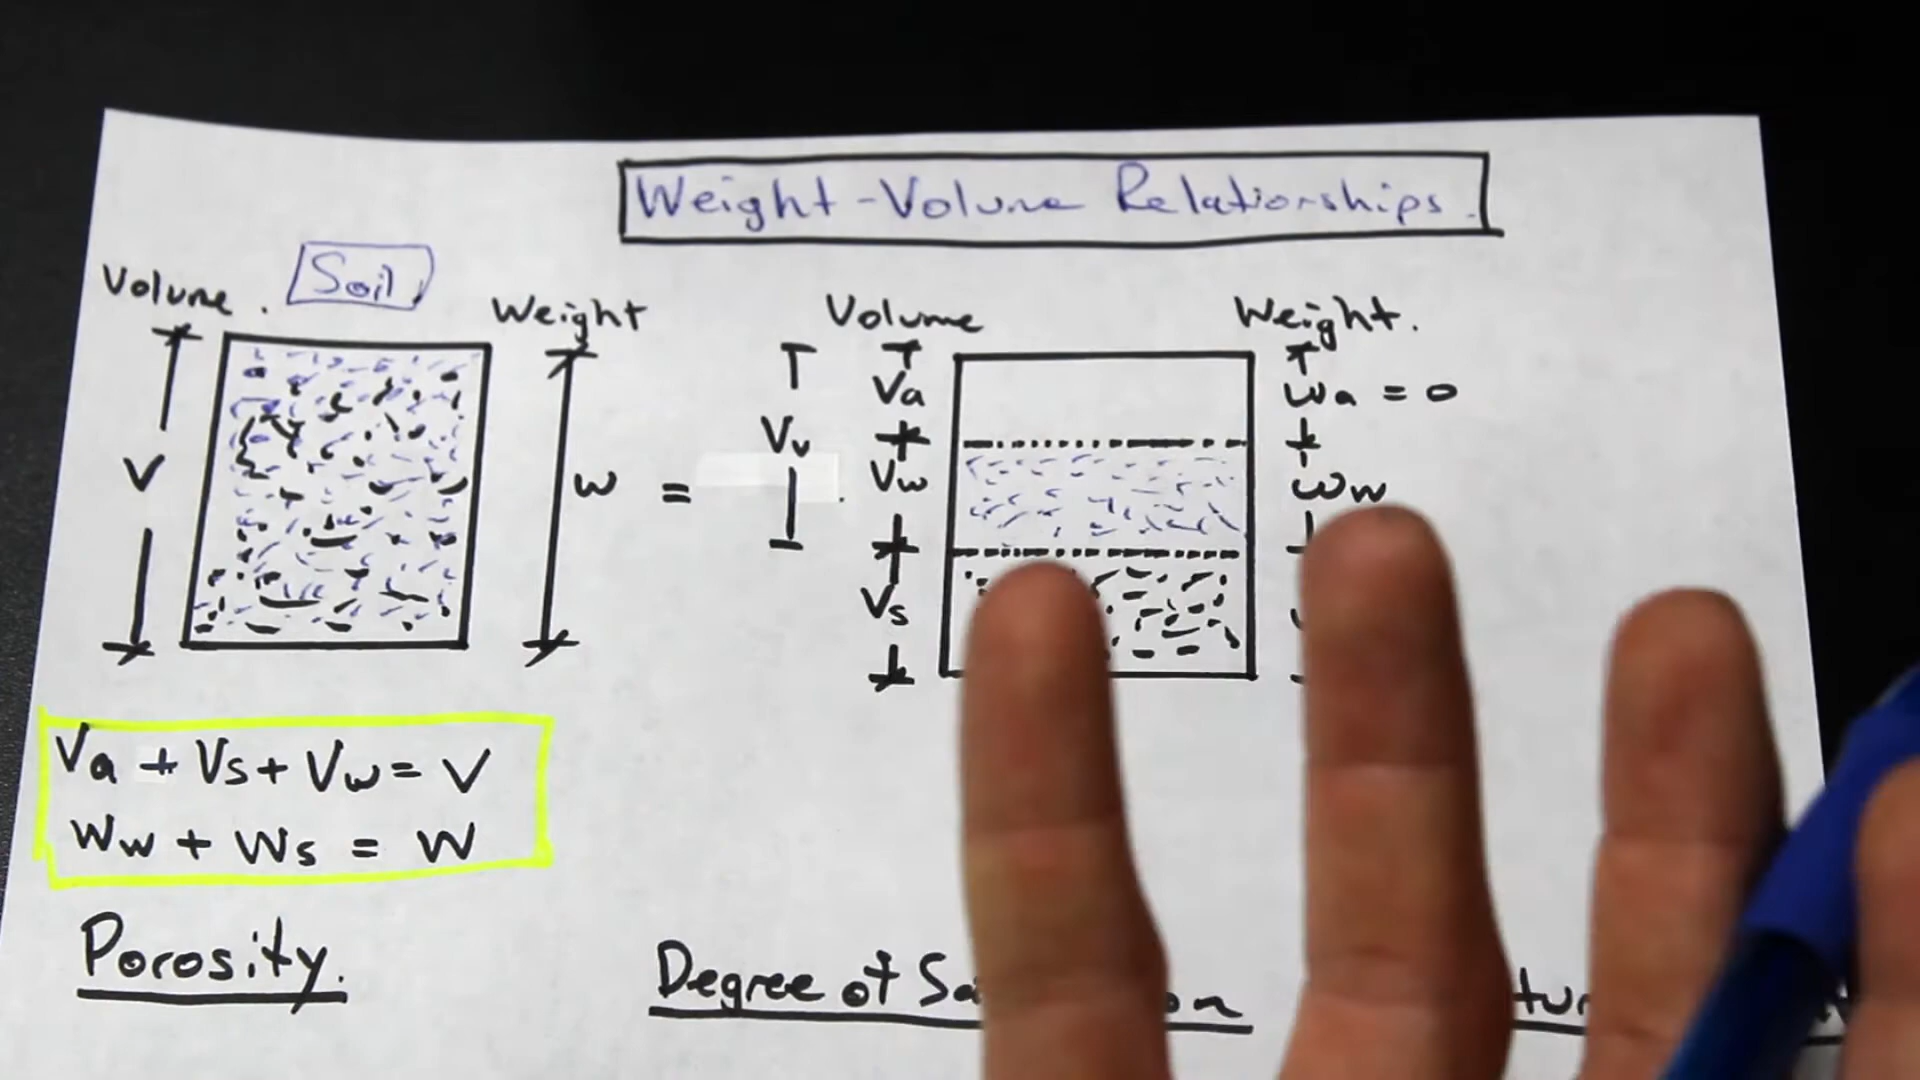 Weight-Volume Relationships.
Soil
Volume.
Weight
V
w
=
Volume
Weight.
Va
Vv
Vw
Vs
wa = 0
ww
Va + Vs + Vw = V
Ww + Ws = W
Porosity.
Degree of